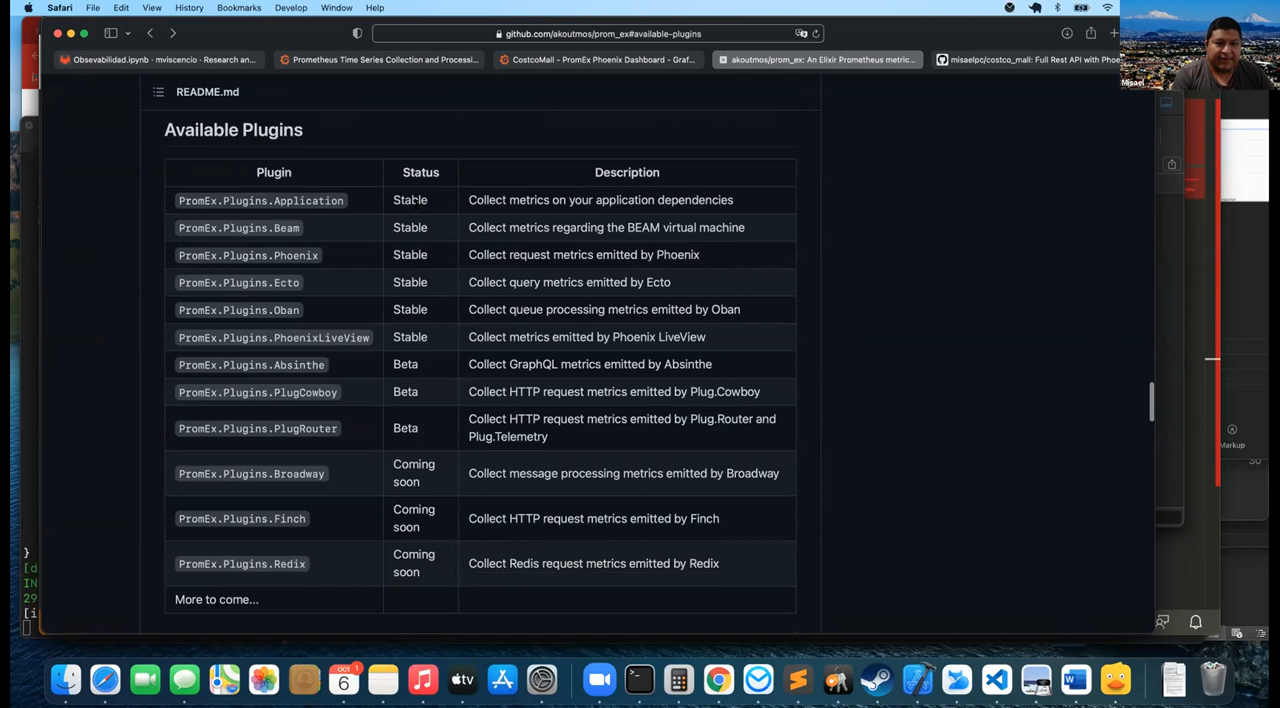 Safari File Edit View History Bookmarks Develop Window Help
github.com/akoutmos/prom_ex#available-plugins
Obsevabilidad.ipynb · mviscencio · Research an...
Prometheus Time Series Collection and Processi...
CostcoMall - PromEx Phoenix Dashboard - Graf...
akoutmos/prom_ex: An Elixir Prometheus metric...
misaelpc/costco_mall: Full Rest API with Phoe
Misael
README.md
Available Plugins
Plugin Status Description
PromEx.Plugins.Application Stable Collect metrics on your application dependencies
PromEx.Plugins.Beam Stable Collect metrics regarding the BEAM virtual machine
PromEx.Plugins.Phoenix Stable Collect request metrics emitted by Phoenix
PromEx.Plugins.Ecto Stable Collect query metrics emitted by Ecto
PromEx.Plugins.Oban Stable Collect queue processing metrics emitted by Oban
PromEx.Plugins.PhoenixLiveView Stable Collect metrics emitted by Phoenix LiveView
PromEx.Plugins.Absinthe Beta Collect GraphQL metrics emitted by Absinthe
PromEx.Plugins.PlugCowboy Beta Collect HTTP request metrics emitted by Plug.Cowboy
PromEx.Plugins.PlugRouter Beta Collect HTTP request metrics emitted by Plug.Router and
Plug.Telemetry
PromEx.Plugins.Broadway Coming
soon Collect message processing metrics emitted by Broadway
PromEx.Plugins.Finch Coming
soon Collect HTTP request metrics emitted by Finch
PromEx.Plugins.Redix Coming
soon Collect Redis request metrics emitted by Redix
More to come...
Markup
}
[d
IN
29
[i
OCT
6
1
tv